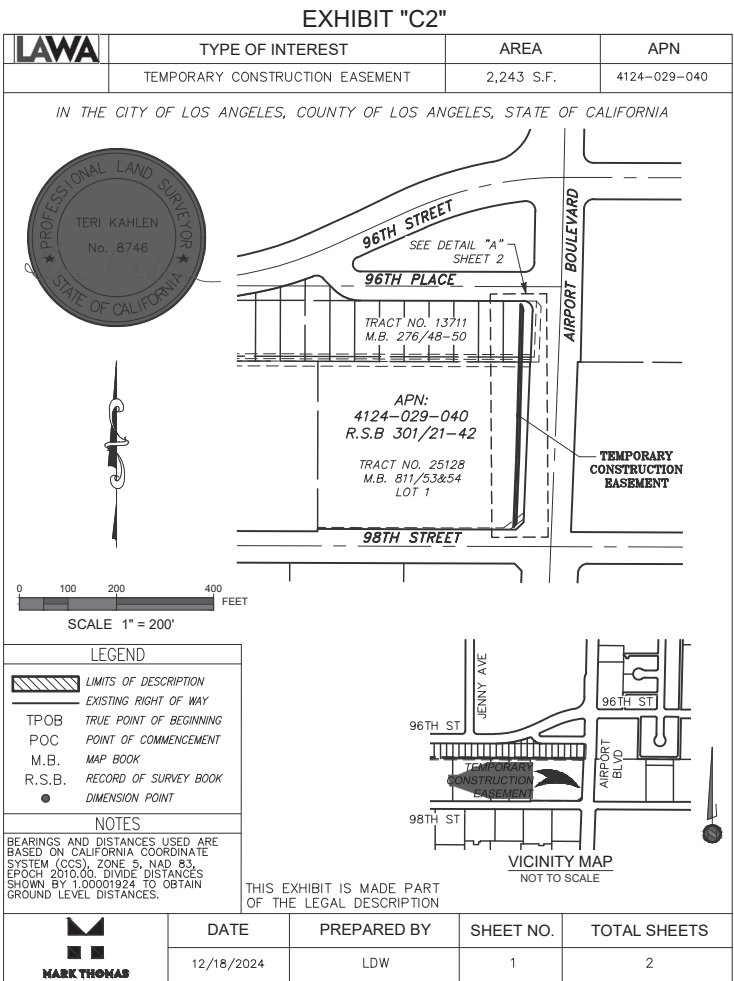 EXHIBIT "C2"
LAWA
TYPE OF INTEREST
AREA
APN
TEMPORARY CONSTRUCTION EASEMENT
2,243 S.F.
4124-029-040
IN THE CITY OF LOS ANGELES, COUNTY OF LOS ANGELES, STATE OF CALIFORNIA
PROFESSIONAL LAND SURVEYOR
TERI KAHLEN
No. 8746
STATE OF CALIFORNIA
96TH STREET
SEE DETAIL "A"
SHEET 2
96TH PLACE
AIRPORT BOULEVARD
TRACT NO. 13711
M.B. 276/48-50
APN:
4124-029-040
R.S.B 301/21-42
TRACT NO. 25128
M.B. 811/53&54
LOT 1
TEMPORARY
CONSTRUCTION
EASEMENT
98TH STREET
0 100 200 400
FEET
SCALE 1" = 200'
LEGEND
LIMITS OF DESCRIPTION
EXISTING RIGHT OF WAY
TPOB TRUE POINT OF BEGINNING
POC POINT OF COMMENCEMENT
M.B. MAP BOOK
R.S.B. RECORD OF SURVEY BOOK
DIMENSION POINT
NOTES
BEARINGS AND DISTANCES USED ARE
BASED ON CALIFORNIA COORDINATE
SYSTEM (CCS), ZONE 5, NAD 83,
EPOCH 2010.00. DIVIDE DISTANCES
SHOWN BY 1.00001924 TO OBTAIN
GROUND LEVEL DISTANCES.
JENNY AVE
96TH ST
96TH ST
AIRPORT
BLVD
TEMPORARY
CONSTRUCTION
EASEMENT
98TH ST
VICINITY MAP
NOT TO SCALE
THIS EXHIBIT IS MADE PART
OF THE LEGAL DESCRIPTION
MARK THOMAS
DATE
PREPARED BY
SHEET NO.
TOTAL SHEETS
12/18/2024
LDW
1
2